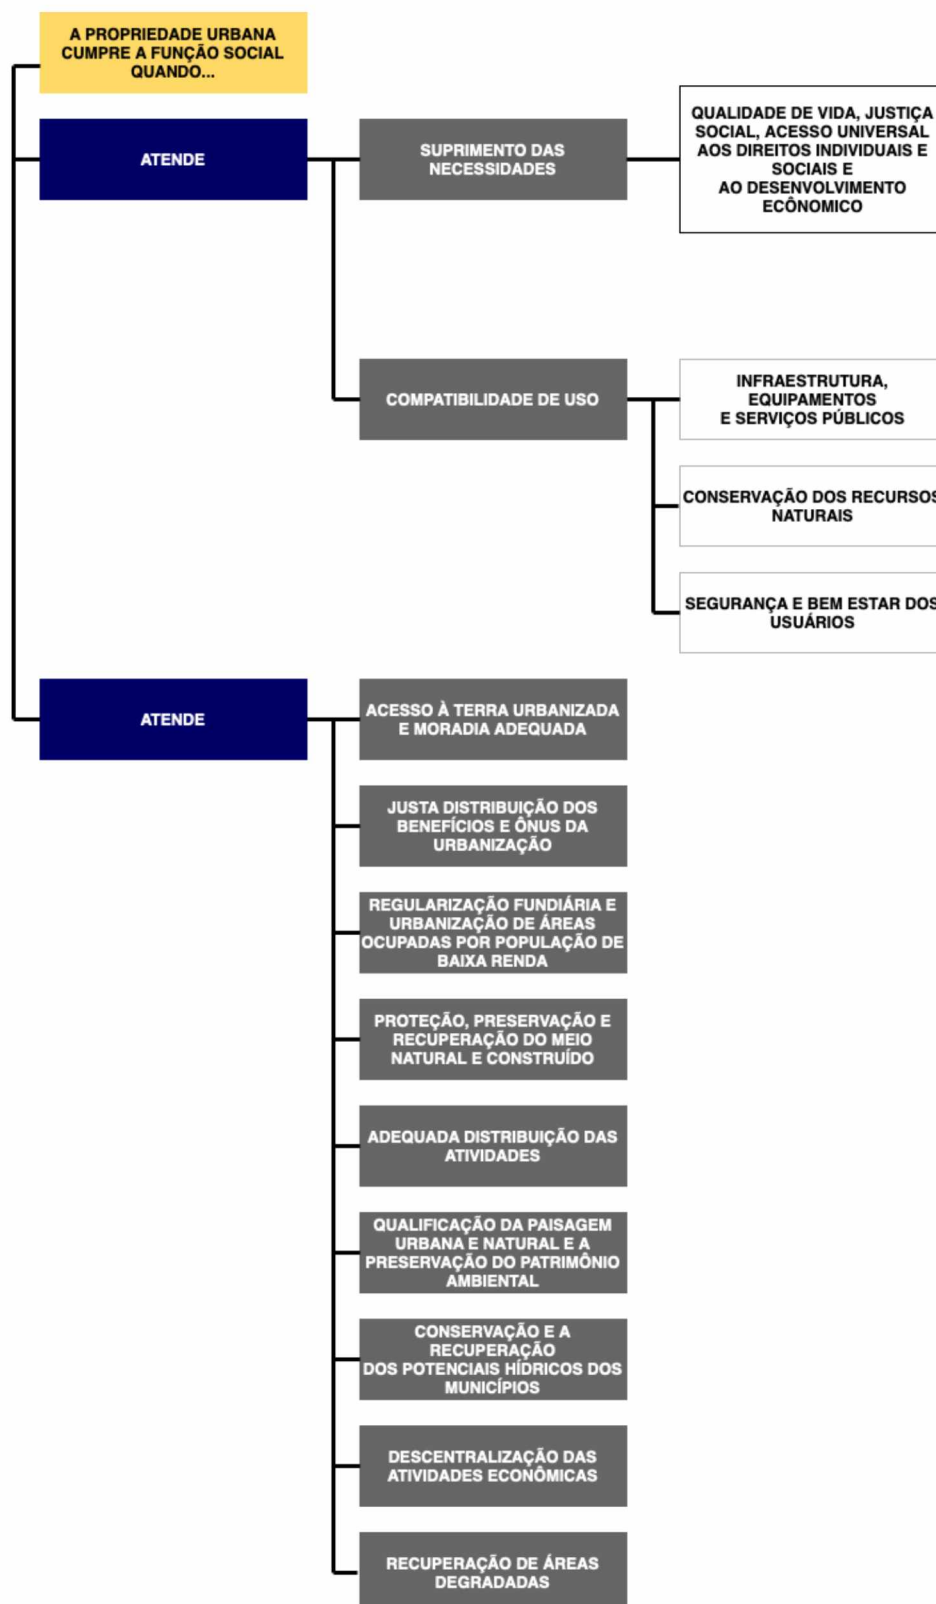 A PROPRIEDADE URBANA
CUMPRE A FUNÇÃO SOCIAL
QUANDO...
ATENDE
SUPRIMENTO DAS
NECESSIDADES
QUALIDADE DE VIDA, JUSTIÇA
SOCIAL, ACESSO UNIVERSAL
AOS DIREITOS INDIVIDUAIS E
SOCIAIS E
AO DESENVOLVIMENTO
ECÔNOMICO
COMPATIBILIDADE DE USO
INFRAESTRUTURA,
EQUIPAMENTOS
E SERVIÇOS PÚBLICOS
CONSERVAÇÃO DOS RECURSOS
NATURAIS
SEGURANÇA E BEM ESTAR DOS
USUÁRIOS
ATENDE
ACESSO À TERRA URBANIZADA
E MORADIA ADEQUADA
JUSTA DISTRIBUIÇÃO DOS
BENEFÍCIOS E ÔNUS DA
URBANIZAÇÃO
REGULARIZAÇÃO FUNDIÁRIA E
URBANIZAÇÃO DE ÁREAS
OCUPADAS POR POPULAÇÃO DE
BAIXA RENDA
PROTEÇÃO, PRESERVAÇÃO E
RECUPERAÇÃO DO MEIO
NATURAL E CONSTRUÍDO
ADEQUADA DISTRIBUIÇÃO DAS
ATIVIDADES
QUALIFICAÇÃO DA PAISAGEM
URBANA E NATURAL E A
PRESERVAÇÃO DO PATRIMÔNIO
AMBIENTAL
CONSERVAÇÃO E A
RECUPERAÇÃO
DOS POTENCIAIS HÍDRICOS DOS
MUNICÍPIOS
DESCENTRALIZAÇÃO DAS
ATIVIDADES ECONÔMICAS
RECUPERAÇÃO DE ÁREAS
DEGRADADAS